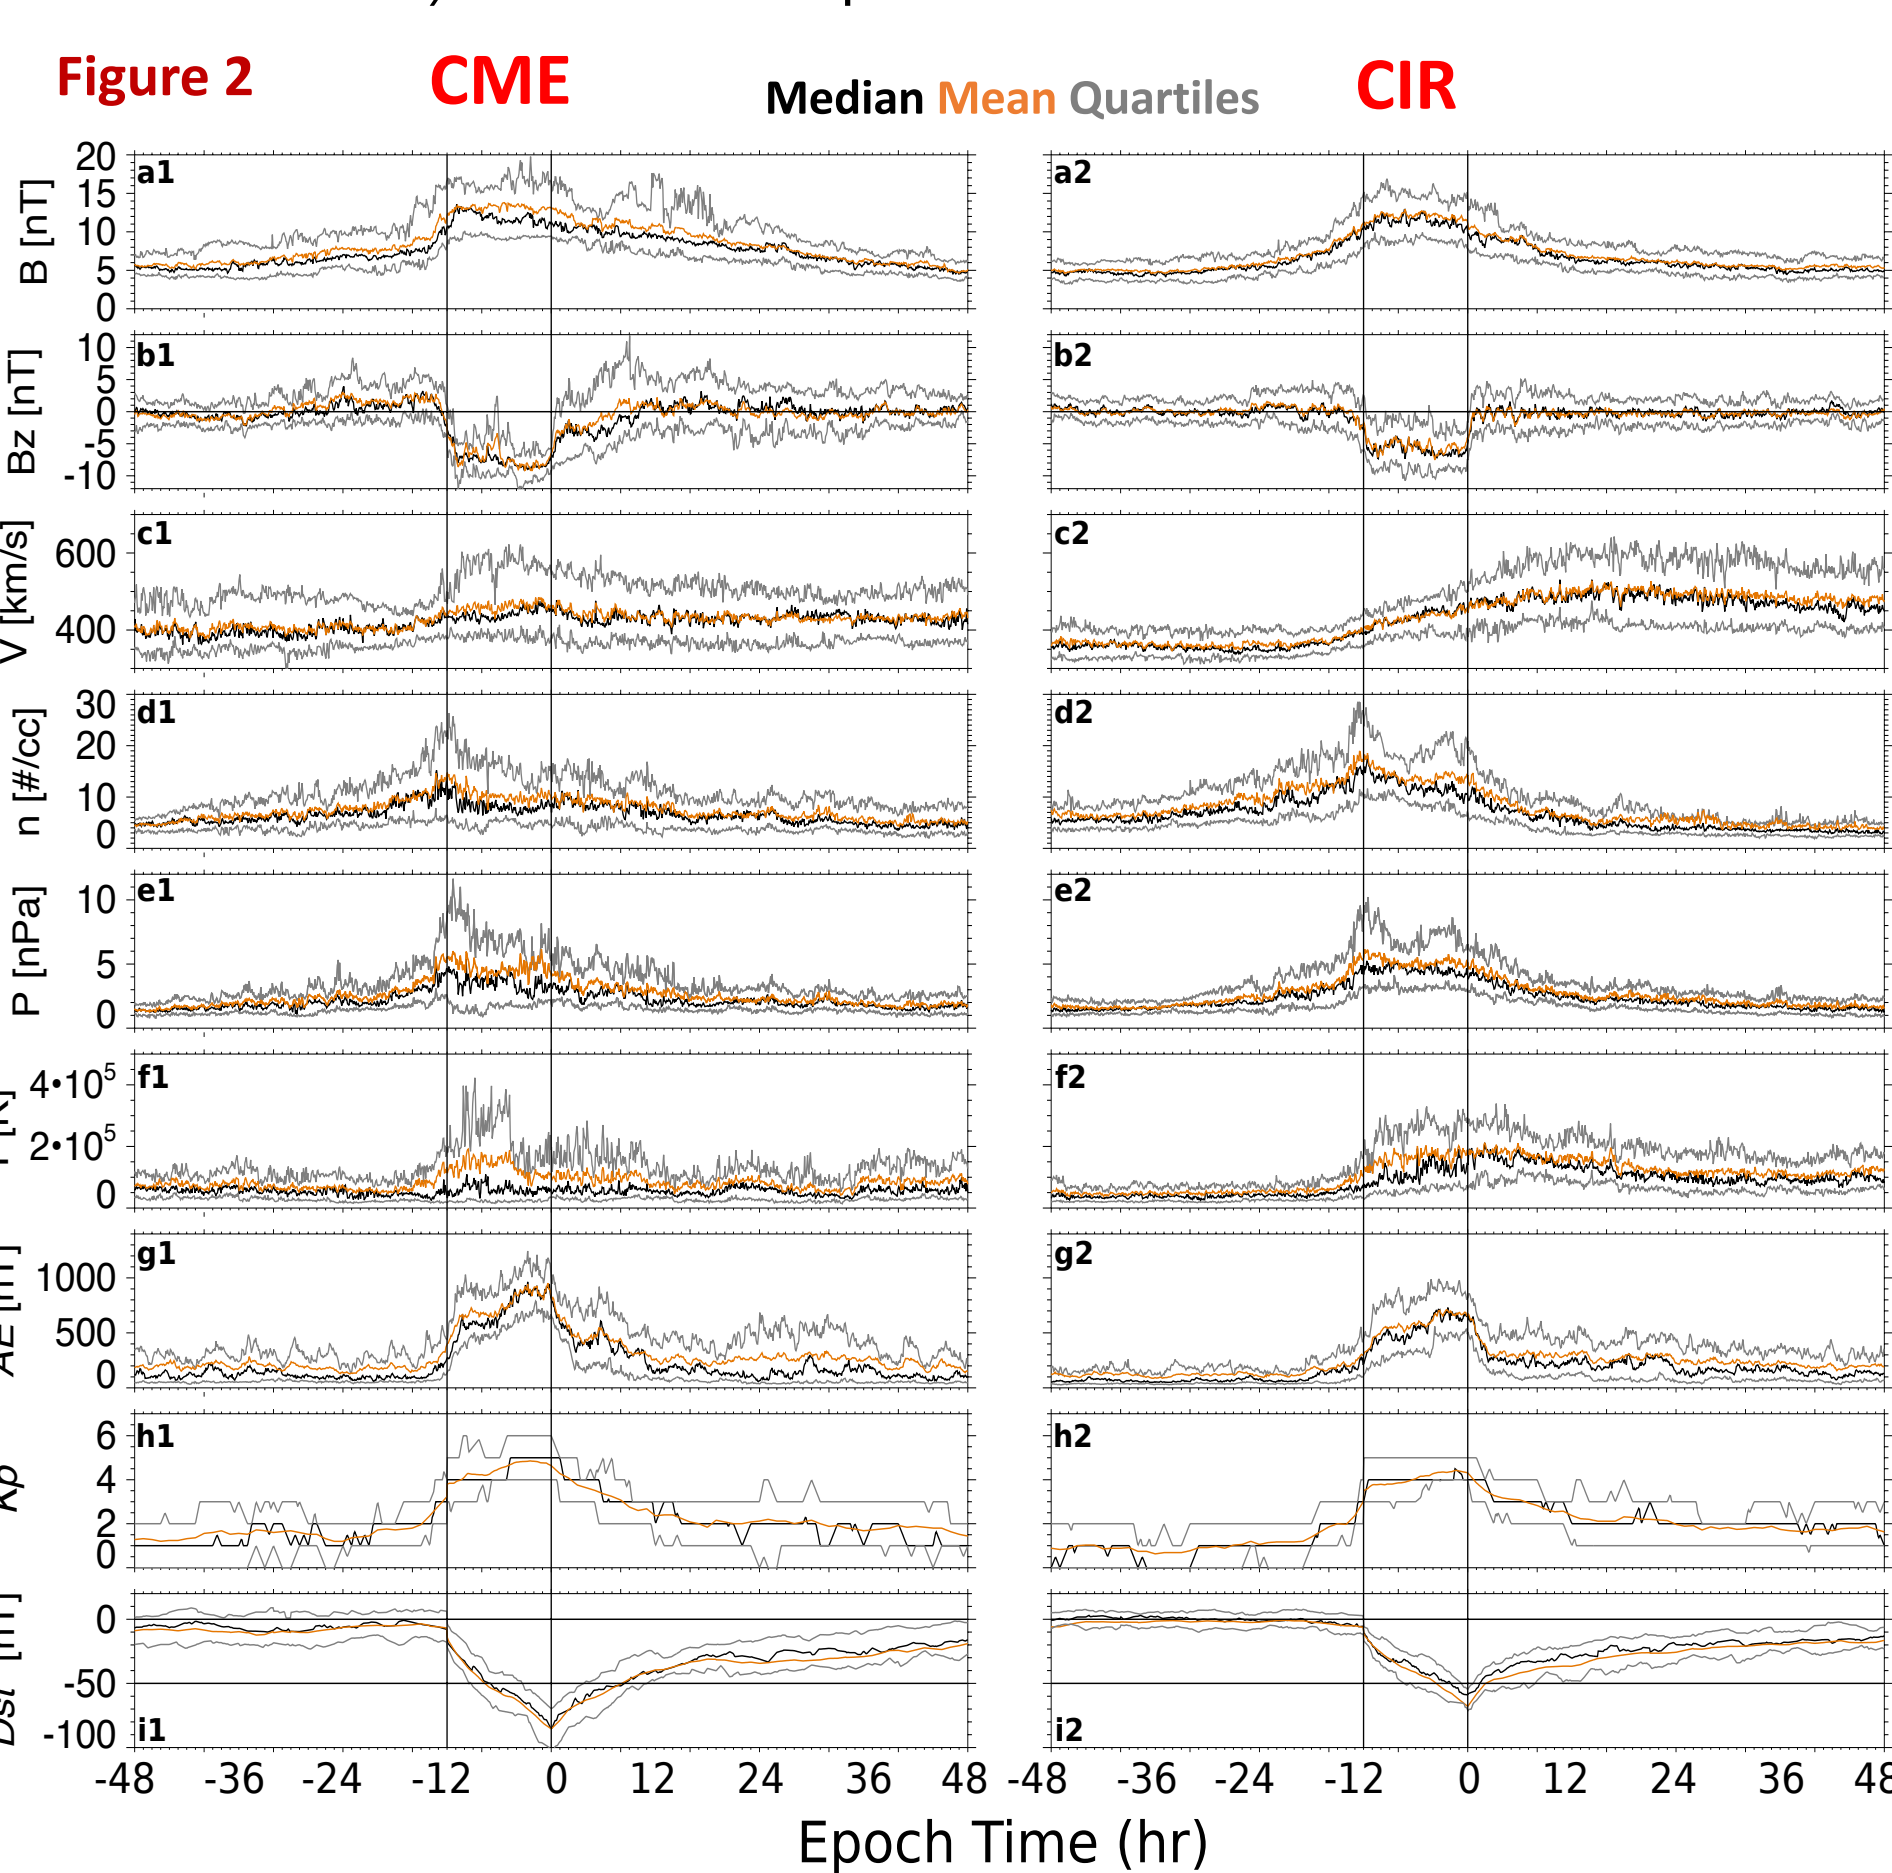 Figure 2 CME Median Mean Quartiles CIR
a1 a2
B [nT]
20
15
10
5
0
b1 b2
Bz [nT]
10
5
0
-5
-10
c1 c2
V [km/s]
600
400
d1 d2
n [#/cc]
30
20
10
0
e1 e2
P [nPa]
10
5
0
f1 f2
4•10⁵
2•10⁵
0
g1 g2
1000
500
0
h1 h2
Kp
6
4
2
0
i1 i2
0
-50
-100
-48 -36 -24 -12 0 12 24 36 48 -48 -36 -24 -12 0 12 24 36 48
Epoch Time (hr)